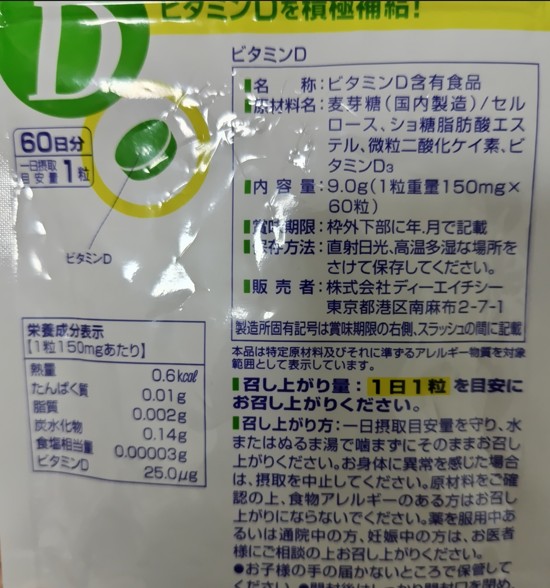 ビタミンDを積極補給!
D
60日分
一日摂取
目安量 1粒
ビタミンD
ビタミンD
名 称:ビタミンD含有食品
原材料名:麦芽糖(国内製造)/セル
ロース、ショ糖脂肪酸エス
テル、微粒二酸化ケイ素、ビ
タミンD₃
内容量:9.0g(1粒重量150mg×
60粒)
賞味期限:枠外下部に年.月で記載
保存方法:直射日光、高温多湿な場所を
さけて保存してください。
販売者:株式会社ディーエイチシー
東京都港区南麻布2-7-1
製造所固有記号は賞味期限の右側、スラッシュの間に記載
本品は特定原材料及びそれに準ずるアレルギー物質を対象
範囲として表示しています。
栄養成分表示
[1粒150mgあたり]
熱量 0.6kcal
たんぱく質 0.01g
脂質 0.002g
炭水化物 0.14g
食塩相当量 0.00003g
ビタミンD 25.0μg
召し上がり量:1日1粒を目安に
お召し上がりください。
召し上がり方:一日摂取目安量を守り、水
またはぬるま湯で噛まずにそのままお召し
上がりください。お身体に異常を感じた場合
は、摂取を中止してください。原材料をご確
認の上、食物アレルギーのある方はお召し
上がりにならないでください。薬を服用中あ
るいは通院中の方、妊娠中の方は、お医者
様にご相談の上お召し上がりください。
●お子様の手の届かないところで保管して
ください。●開封後はしっかり開封口を閉め